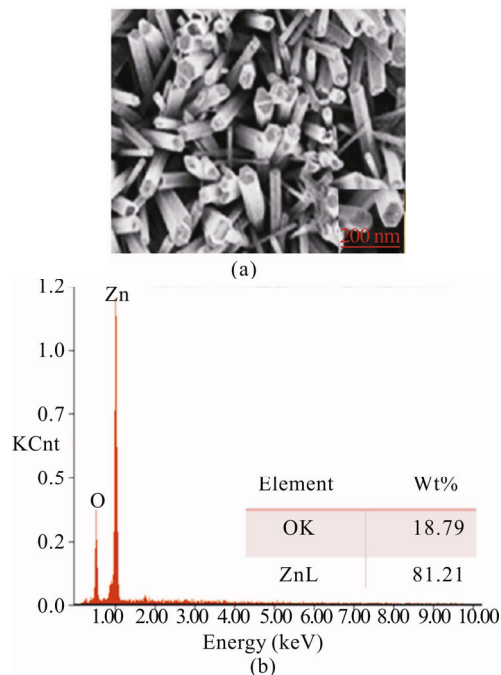 200 nm
(a)
1.2
Zn
1.0
0.7
KCnt
0.5
Element Wt%
O
OK 18.79
0.2
ZnL 81.21
0.0
1.00 2.00 3.00 4.00 5.00 6.00 7.00 8.00 9.00 10.00
Energy (keV)
(b)